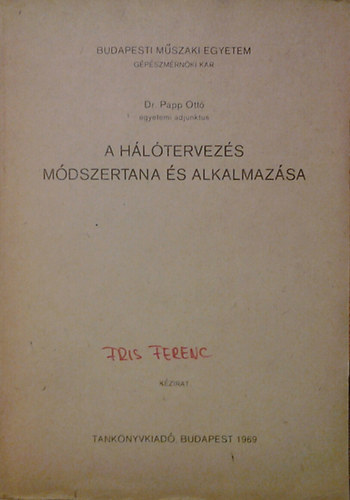 BUDAPESTI MŰSZAKI EGYETEM
GÉPÉSZMÉRNÖKI KAR
Dr. Papp Ottó
egyetemi adjunktus
A HÁLÓTERVEZÉS
MÓDSZERTANA ÉS ALKALMAZÁSA
FRIS FERENC
KÉZIRAT
TANKÖNYVKIADÓ, BUDAPEST 1969